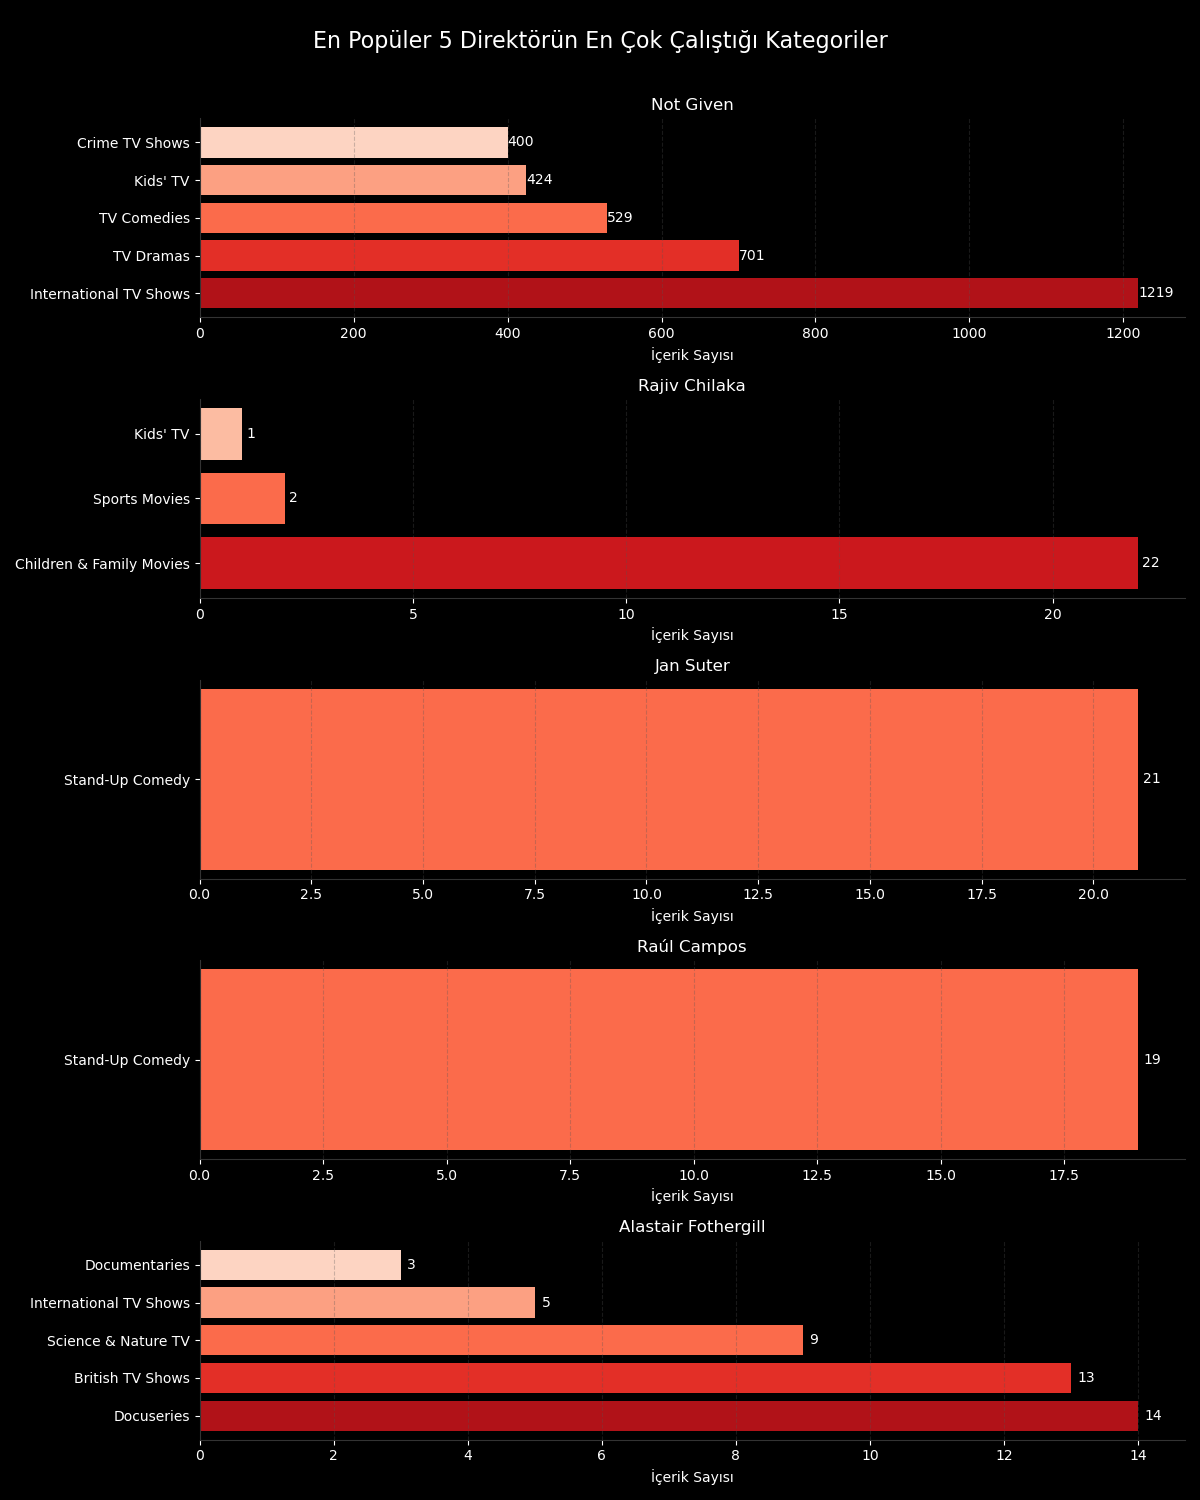 En Popüler 5 Direktörün En Çok Çalıştığı Kategoriler
Not Given
Crime TV Shows 400
Kids' TV 424
TV Comedies 529
TV Dramas 701
International TV Shows 1219
0 200 400 600 800 1000 1200
İçerik Sayısı
Rajiv Chilaka
Kids' TV 1
Sports Movies 2
Children & Family Movies 22
0 5 10 15 20
İçerik Sayısı
Jan Suter
Stand-Up Comedy 21
0.0 2.5 5.0 7.5 10.0 12.5 15.0 17.5 20.0
İçerik Sayısı
Raúl Campos
Stand-Up Comedy 19
0.0 2.5 5.0 7.5 10.0 12.5 15.0 17.5
İçerik Sayısı
Alastair Fothergill
Documentaries 3
International TV Shows 5
Science & Nature TV 9
British TV Shows 13
Docuseries 14
0 2 4 6 8 10 12 14
İçerik Sayısı